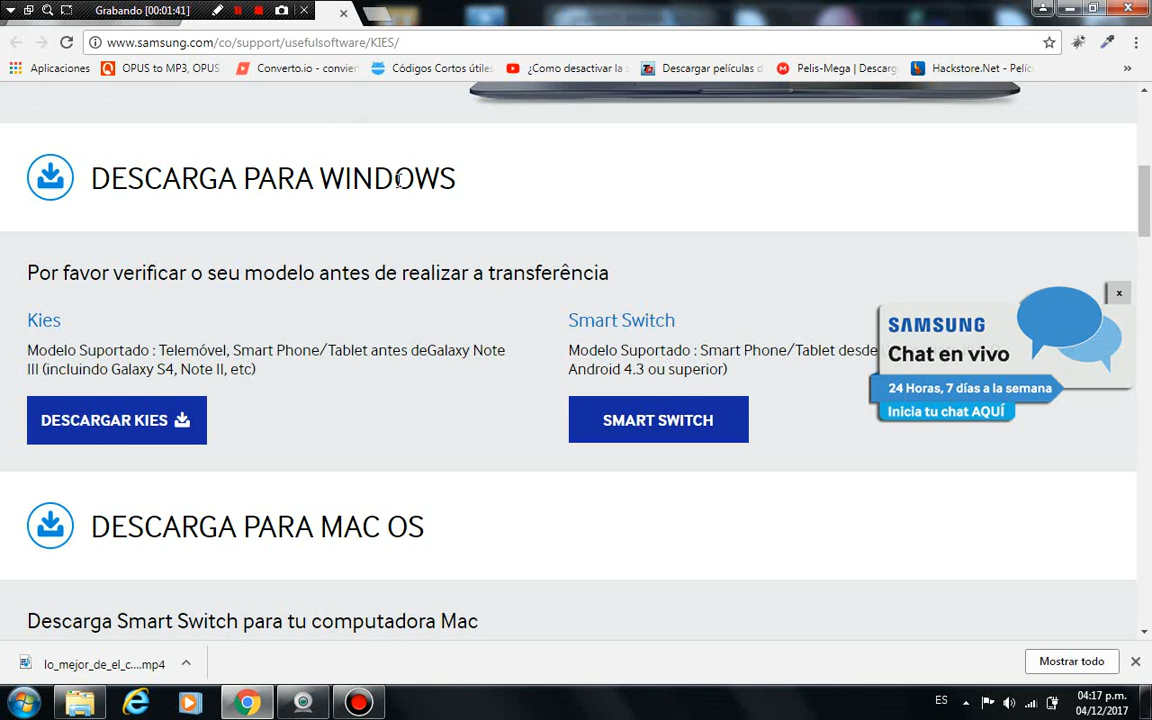 Grabando [00:01:41]
www.samsung.com/co/support/usefulsoftware/KIES/
Aplicaciones OPUS to MP3, OPUS Converto.io - convier Códigos Cortos útiles ¿Como desactivar la s Descargar películas d Pelis-Mega | Descarg Hackstore.Net - Pelíc »
DESCARGA PARA WINDOWS
Por favor verificar o seu modelo antes de realizar a transferência
Kies
Modelo Suportado : Telemóvel, Smart Phone/Tablet antes deGalaxy Note
III (incluindo Galaxy S4, Note II, etc)
DESCARGAR KIES
Smart Switch
Modelo Suportado : Smart Phone/Tablet desde
Android 4.3 ou superior)
SMART SWITCH
x
SAMSUNG
Chat en vivo
24 Horas, 7 días a la semana
Inicia tu chat AQUÍ
DESCARGA PARA MAC OS
Descarga Smart Switch para tu computadora Mac
lo_mejor_de_el_c....mp4
Mostrar todo
ES
04:17 p.m.
04/12/2017